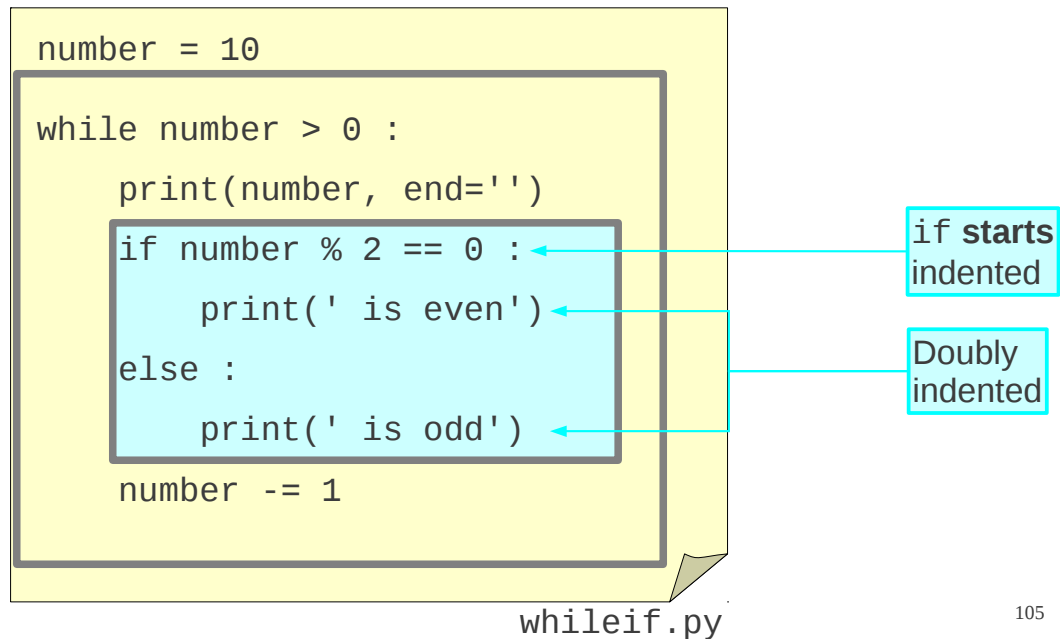 number = 10
while number > 0 :
    print(number, end='')
    if number % 2 == 0 :
        print(' is even')
    else :
        print(' is odd')
    number -= 1
if starts
indented
Doubly
indented
whileif.py
105